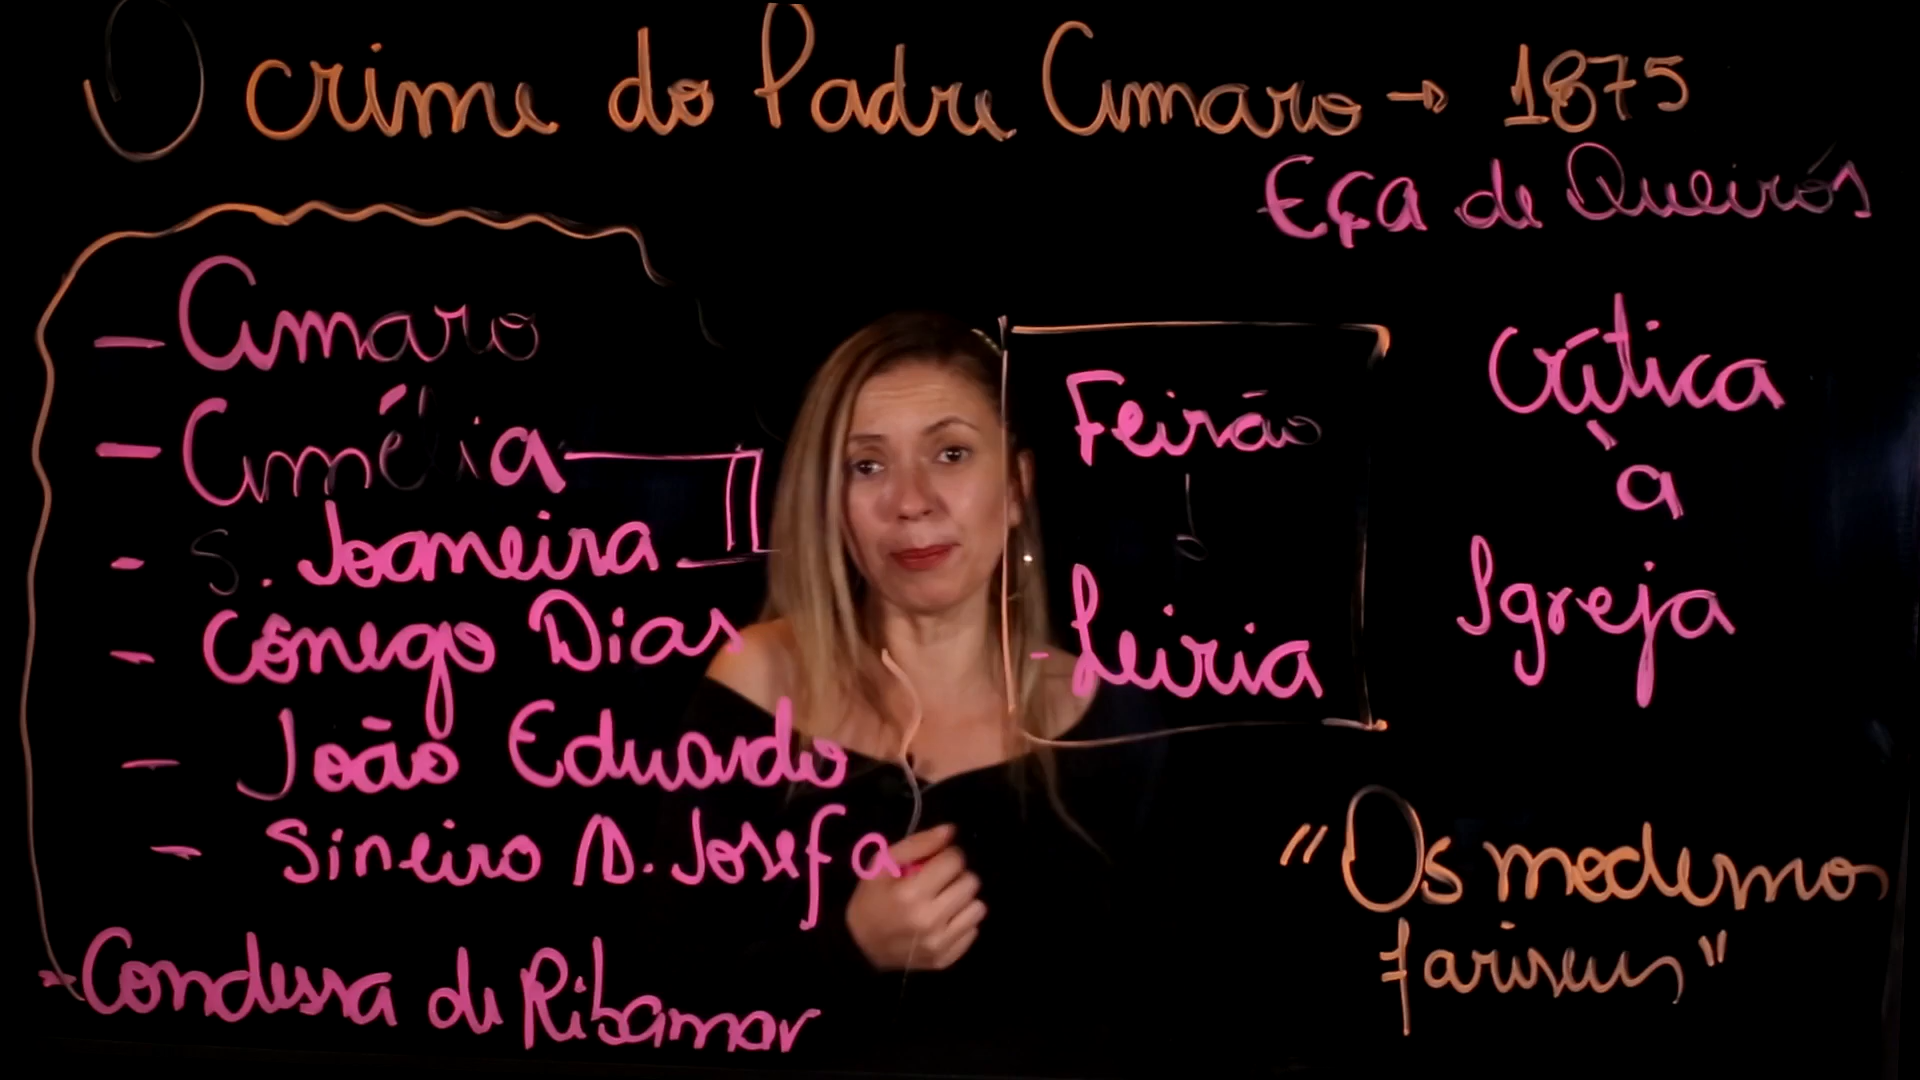 O crime do Padre Amaro → 1875
Eça de Queirós
- Amaro
- Amélia
- S. Joaneira
- Cônego Dias
- João Eduardo
- Sineiro D. Josefa
- Condessa de Ribamar
Feirão
- Leiria
Crítica
à
Igreja
"Os modernos
fariseus"